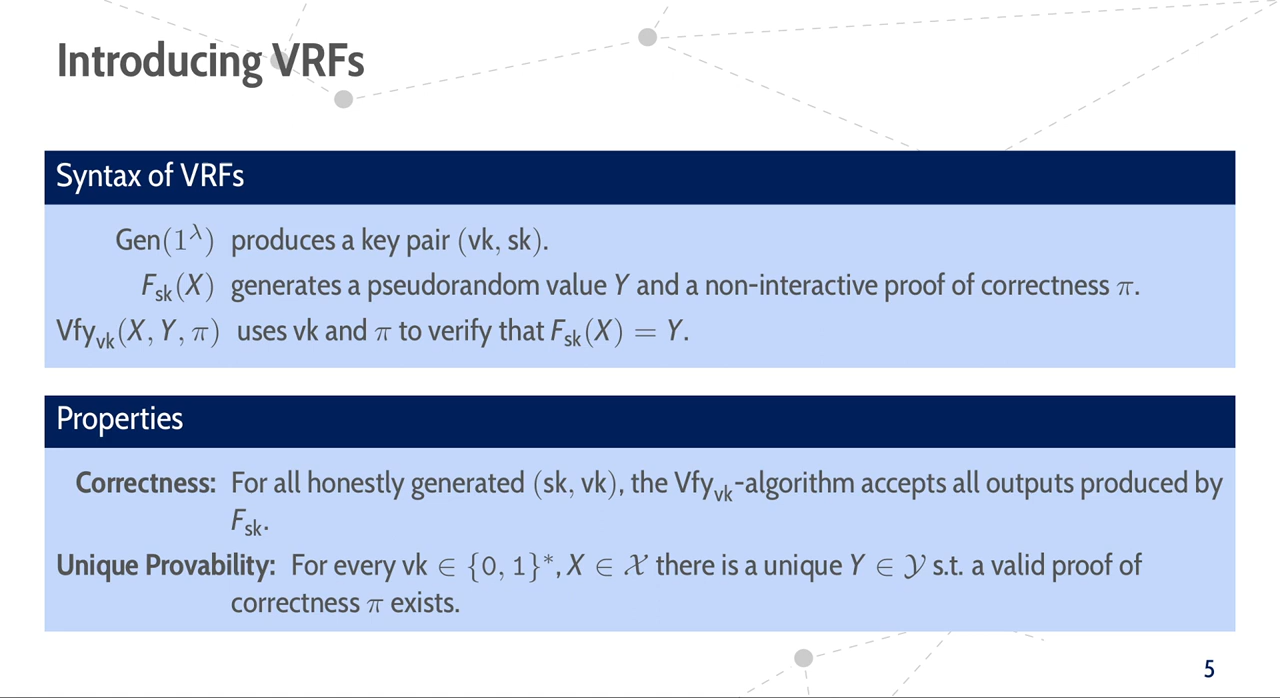 Introducing VRFs
Syntax of VRFs
Gen(1^λ) produces a key pair (vk, sk).
F_sk(X) generates a pseudorandom value Y and a non-interactive proof of correctness π.
Vfy_vk(X, Y, π) uses vk and π to verify that F_sk(X) = Y.
Properties
Correctness: For all honestly generated (sk, vk), the Vfy_vk-algorithm accepts all outputs produced by
F_sk.
Unique Provability: For every vk ∈ {0, 1}*, X ∈ 𝒳 there is a unique Y ∈ 𝒴 s.t. a valid proof of
correctness π exists.
5